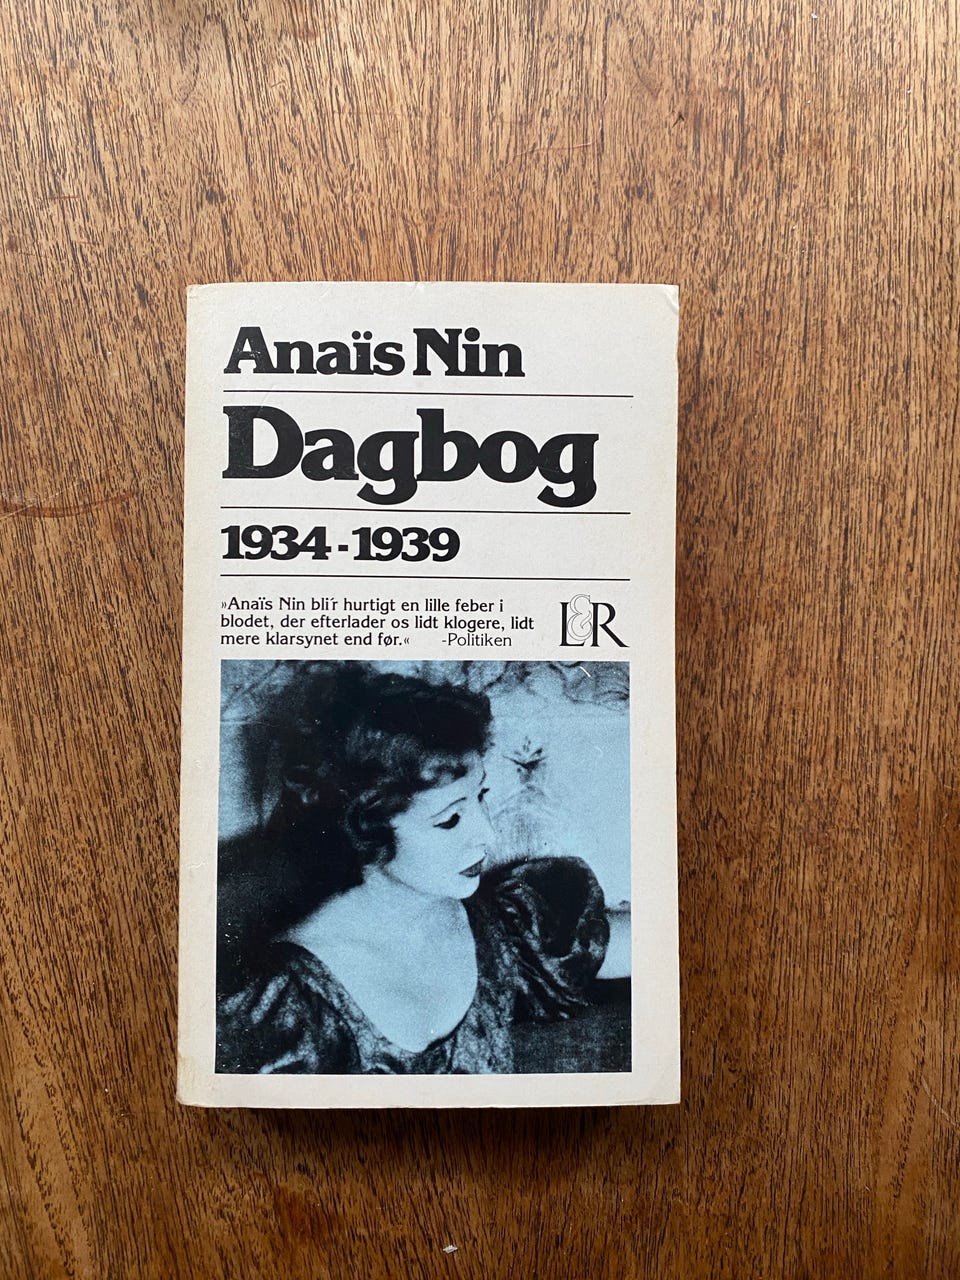 Anaïs Nin
Dagbog
1934-1939
»Anaïs Nin bli'r hurtigt en lille feber i
blodet, der efterlader os lidt klogere, lidt
mere klarsynet end før.« -Politiken
L&R